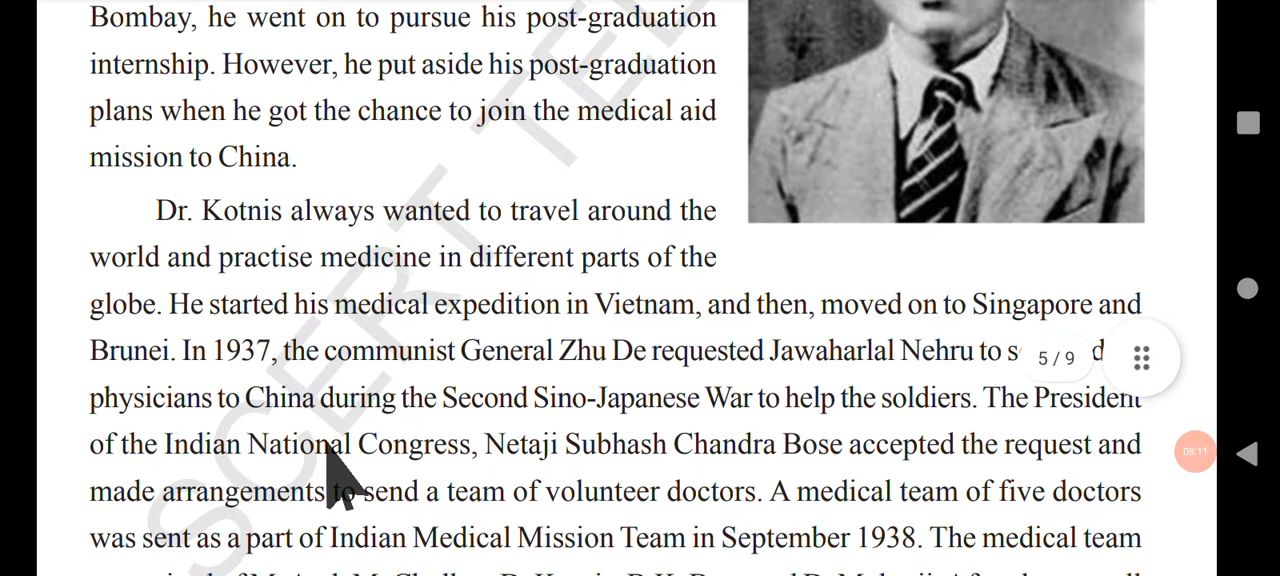 Bombay, he went on to pursue his post-graduation
internship. However, he put aside his post-graduation
plans when he got the chance to join the medical aid
mission to China.
Dr. Kotnis always wanted to travel around the
world and practise medicine in different parts of the
globe. He started his medical expedition in Vietnam, and then, moved on to Singapore and
Brunei. In 1937, the communist General Zhu De requested Jawaharlal Nehru to
5 / 9
physicians to China during the Second Sino-Japanese War to help the soldiers. The President
of the Indian National Congress, Netaji Subhash Chandra Bose accepted the request and
08:11
made arrangements to send a team of volunteer doctors. A medical team of five doctors
was sent as a part of Indian Medical Mission Team in September 1938. The medical team
SCERT TE